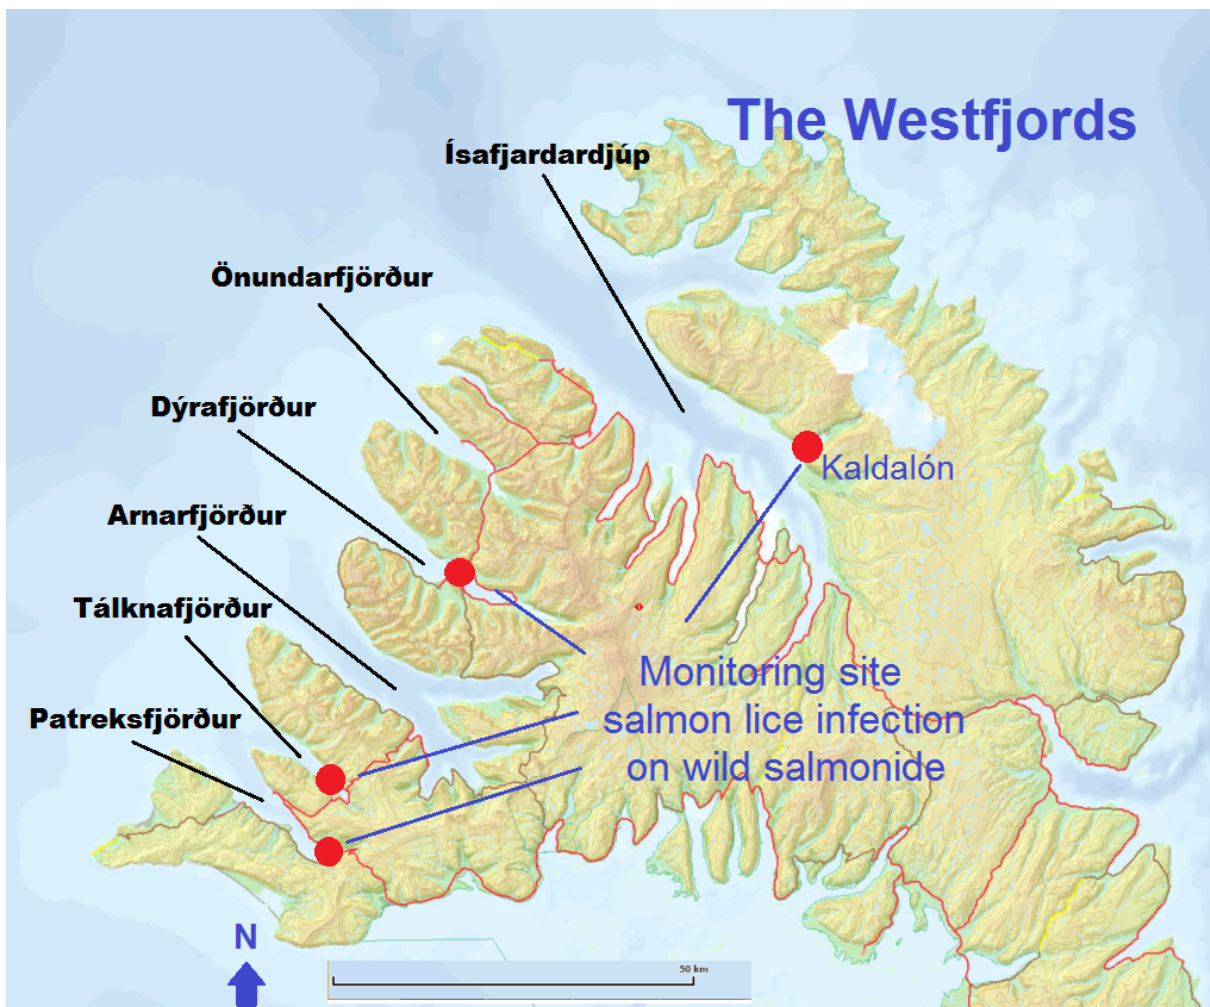 The Westfjords
Ísafjardardjúp
Önundarfjörður
Dýrafjörður
Kaldalón
Arnarfjörður
Tálknafjörður
Patreksfjörður
Monitoring site
salmon lice infection
on wild salmonide
N
50 km